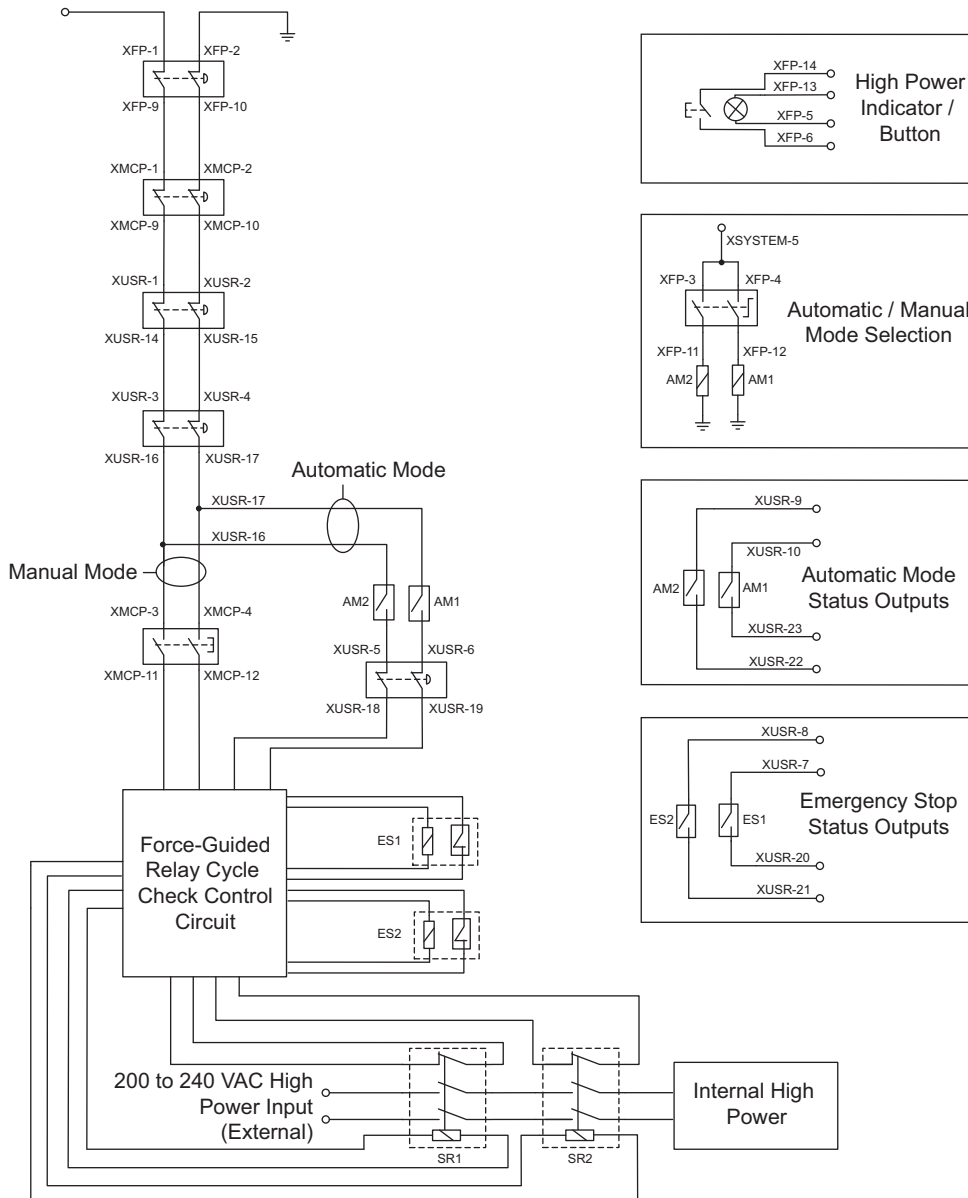 XFP-1
XFP-2
XFP-9
XFP-10
XMCP-1
XMCP-2
XMCP-9
XMCP-10
XUSR-1
XUSR-2
XUSR-14
XUSR-15
XUSR-3
XUSR-4
XUSR-16
XUSR-17
Automatic Mode
XUSR-17
XUSR-16
Manual Mode
AM2
AM1
XMCP-3
XMCP-4
XMCP-11
XMCP-12
XUSR-5
XUSR-6
XUSR-18
XUSR-19
Force-Guided
Relay Cycle
Check Control
Circuit
ES1
ES2
200 to 240 VAC High
Power Input
(External)
SR1
SR2
Internal High
Power
XFP-14
XFP-13
XFP-5
XFP-6
High Power
Indicator /
Button
XSYSTEM-5
XFP-3
XFP-4
XFP-11
XFP-12
AM2
AM1
Automatic / Manual
Mode Selection
XUSR-9
XUSR-10
AM2
AM1
XUSR-23
XUSR-22
Automatic Mode
Status Outputs
XUSR-8
XUSR-7
ES2
ES1
XUSR-20
XUSR-21
Emergency Stop
Status Outputs